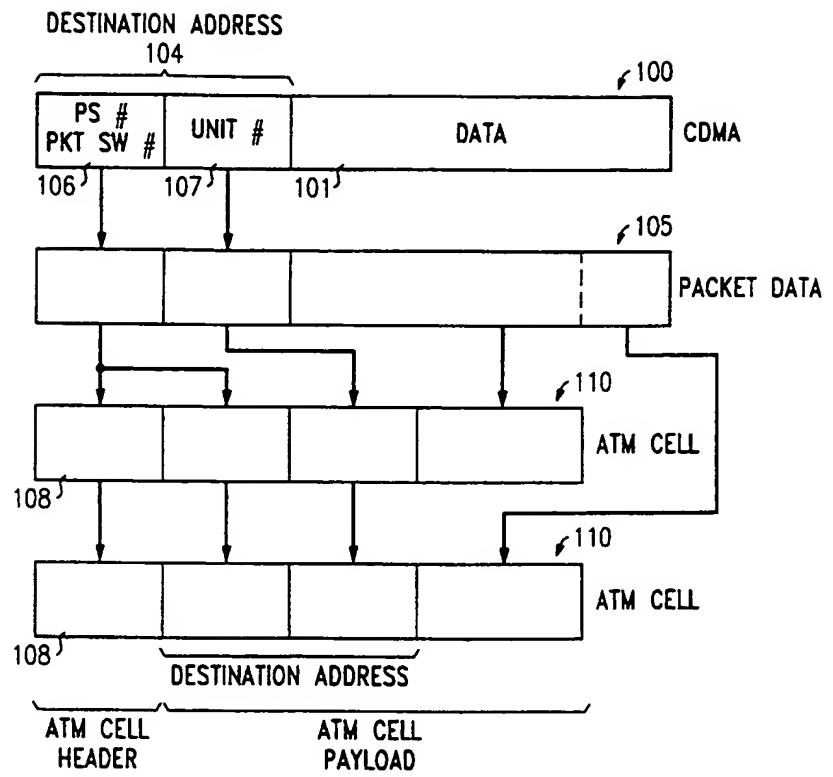 DESTINATION ADDRESS
104
100
PS #
PKT SW #
UNIT #
DATA
CDMA
106
107
101
105
PACKET DATA
110
ATM CELL
108
110
ATM CELL
108
DESTINATION ADDRESS
ATM CELL
HEADER
ATM CELL
PAYLOAD